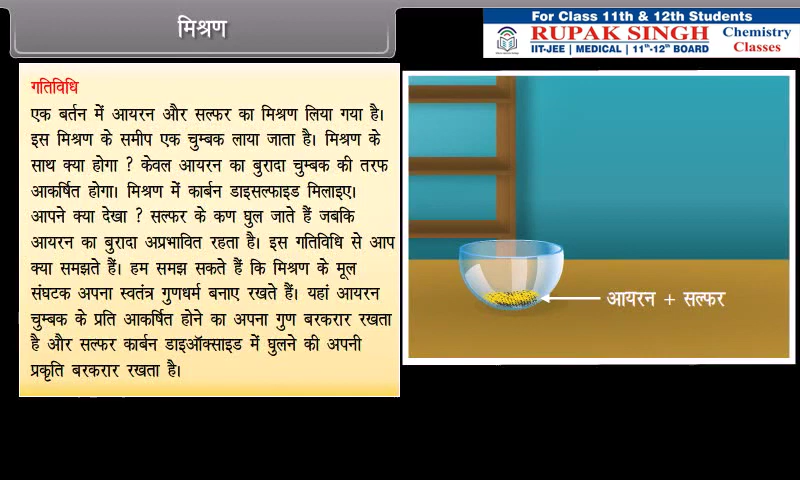 मिश्रण
For Class 11th & 12th Students
RUPAK SINGH
IIT-JEE | MEDICAL | 11th-12th BOARD
Chemistry
Classes
गतिविधि
एक बर्तन में आयरन और सल्फर का मिश्रण लिया गया है।
इस मिश्रण के समीप एक चुम्बक लाया जाता है। मिश्रण के
साथ क्या होगा ? केवल आयरन का बुरादा चुम्बक की तरफ
आकर्षित होगा। मिश्रण में कार्बन डाइसल्फाइड मिलाइए।
आपने क्या देखा ? सल्फर के कण घुल जाते हैं जबकि
आयरन का बुरादा अप्रभावित रहता है। इस गतिविधि से आप
क्या समझते हैं। हम समझ सकते हैं कि मिश्रण के मूल
संघटक अपना स्वतंत्र गुणधर्म बनाए रखते हैं। यहां आयरन
चुम्बक के प्रति आकर्षित होने का अपना गुण बरकरार रखता
है और सल्फर कार्बन डाइऑक्साइड में घुलने की अपनी
प्रकृति बरकरार रखता है।
आयरन + सल्फर